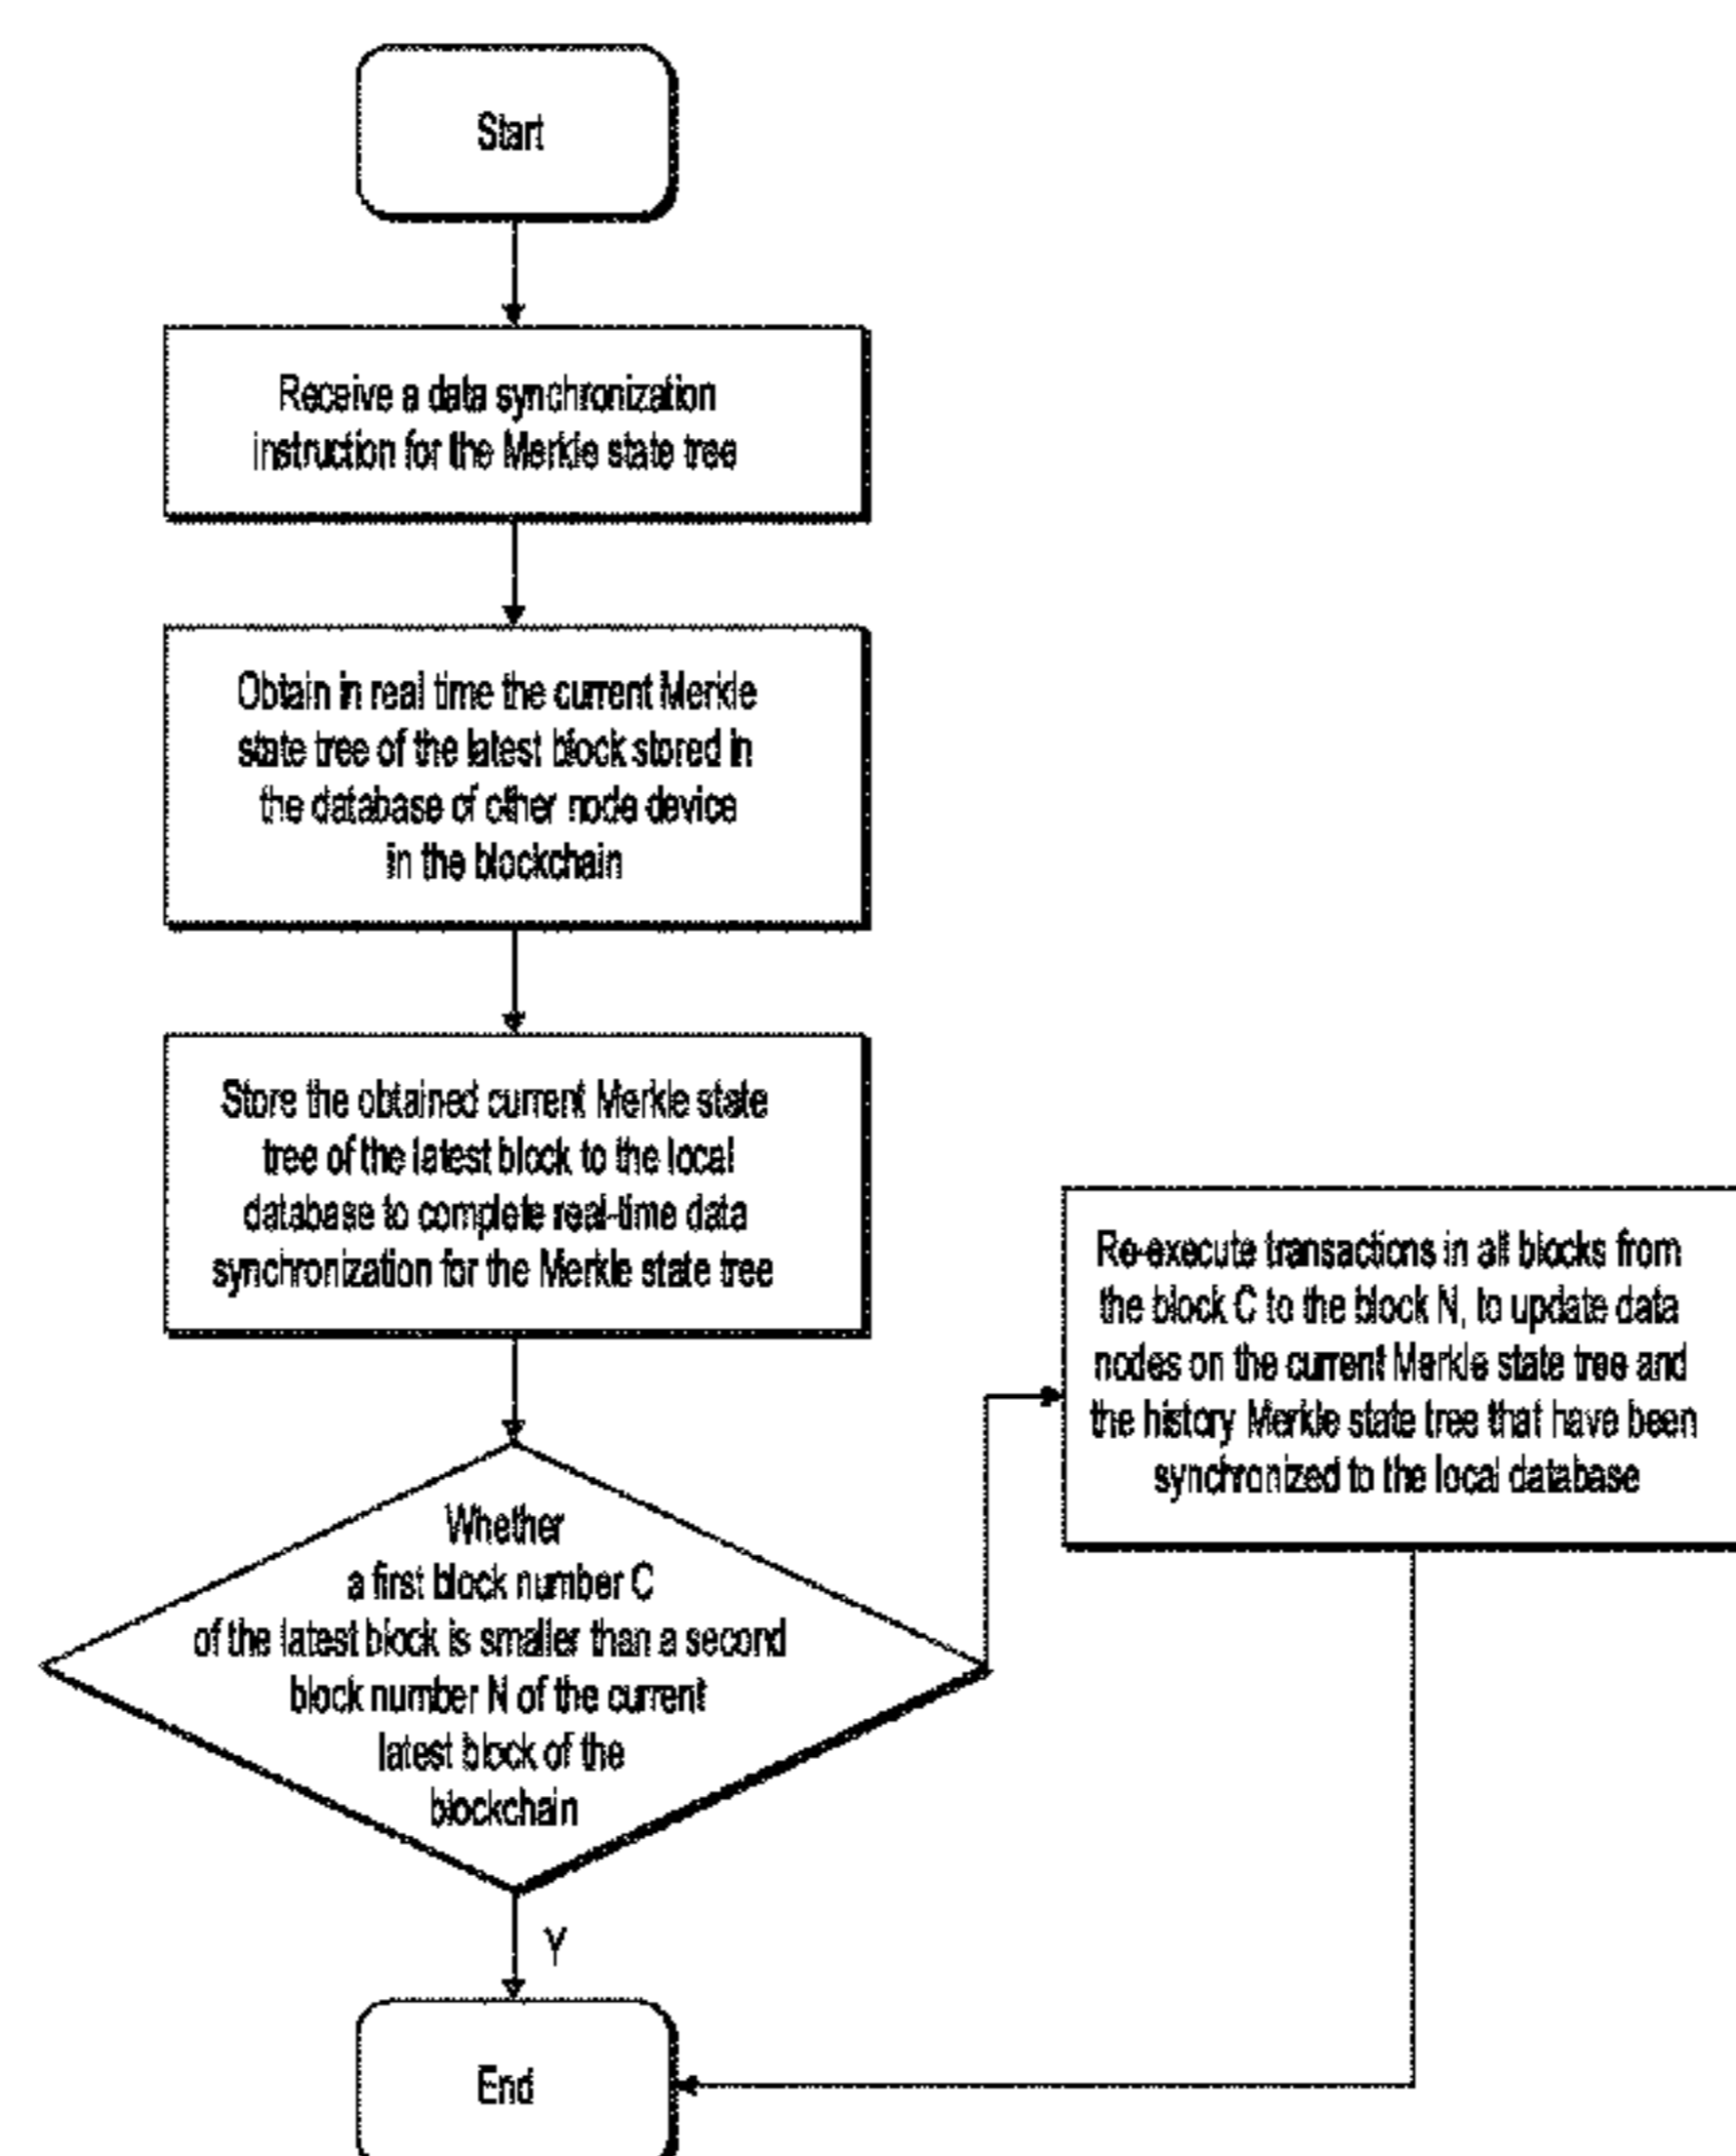 Start
Receive a data synchronization
instruction for the Merkle state tree
Obtain in real time the current Merkle
state tree of the latest block stored in
the database of other node device
in the blockchain
Store the obtained current Merkle state
tree of the latest block to the local
database to complete real-time data
synchronization for the Merkle state tree
Re-execute transactions in all blocks from
the block C to the block N, to update data
nodes on the current Merkle state tree and
the history Merkle state tree that have been
synchronized to the local database
Whether
a first block number C
of the latest block is smaller than a second
block number N of the current
latest block of the
blockchain
Y
End